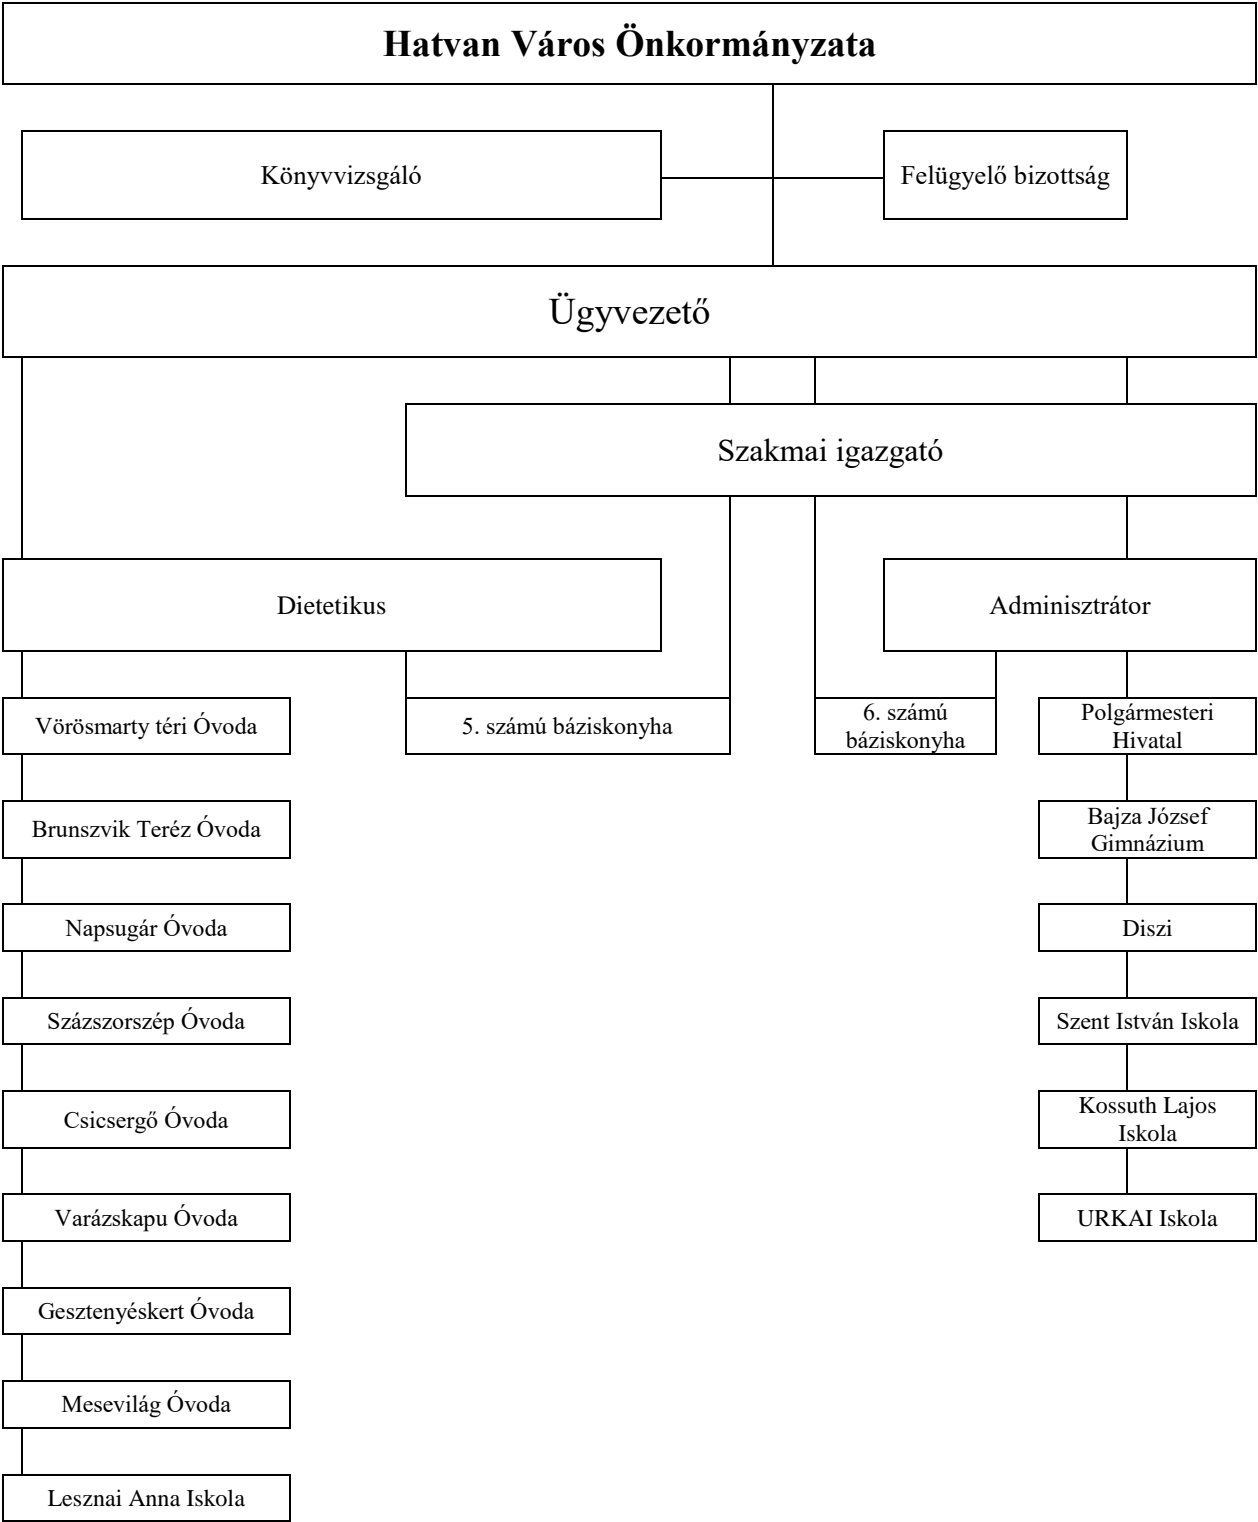 Hatvan Város Önkormányzata
Könyvvizsgáló
Felügyelő bizottság
Ügyvezető
Szakmai igazgató
Dietetikus
Adminisztrátor
Vörösmarty téri Óvoda
5. számú báziskonyha
6. számú
báziskonyha
Polgármesteri
Hivatal
Brunszvik Teréz Óvoda
Bajza József
Gimnázium
Napsugár Óvoda
Diszi
Százszorszép Óvoda
Szent István Iskola
Csicsergő Óvoda
Kossuth Lajos
Iskola
Varázskapu Óvoda
URKAI Iskola
Gesztenyéskert Óvoda
Mesevilág Óvoda
Lesznai Anna Iskola